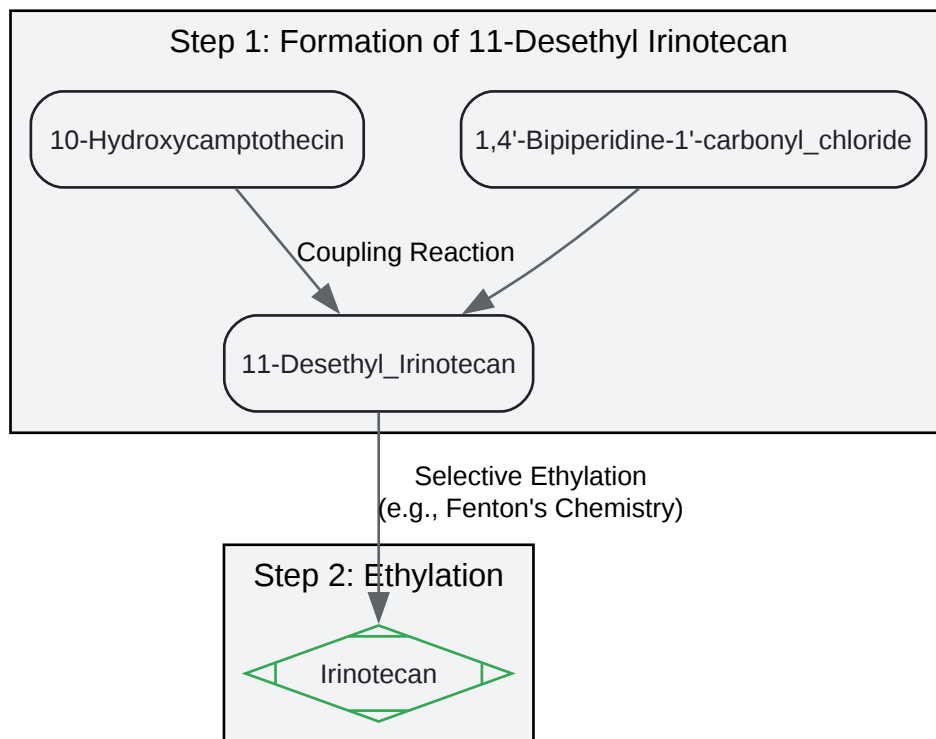 Step 1: Formation of 11-Desethyl Irinotecan
10-Hydroxycamptothecin
1,4'-Bipiperidine-1'-carbonyl_chloride
Coupling Reaction
11-Desethyl_Irinotecan
Selective Ethylation
(e.g., Fenton's Chemistry)
Step 2: Ethylation
Irinotecan